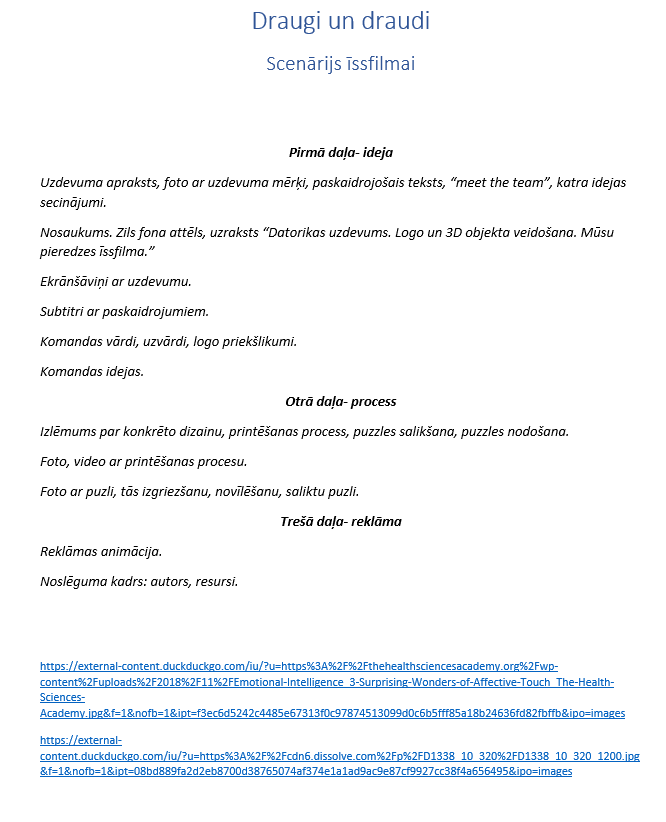 Draugi un draudi
Scenārijs īssfilmai
Pirmā daļa- ideja
Uzdevuma apraksts, foto ar uzdevuma mērķi, paskaidrojošais teksts, “meet the team”, katra idejas
secinājumi.
Nosaukums. Zils fona attēls, uzraksts “Datorikas uzdevums. Logo un 3D objekta veidošana. Mūsu
pieredzes īssfilma.”
Ekrānšāviņi ar uzdevumu.
Subtitri ar paskaidrojumiem.
Komandas vārdi, uzvārdi, logo priekšlikumi.
Komandas idejas.
Otrā daļa- process
Izlēmums par konkrēto dizainu, printēšanas process, puzzles salikšana, puzzles nodošana.
Foto, video ar printēšanas procesu.
Foto ar puzli, tās izgriezšanu, novīlēšanu, saliktu puzli.
Trešā daļa- reklāma
Reklāmas animācija.
Noslēguma kadrs: autors, resursi.
https://external-content.duckduckgo.com/iu/?u=https%3A%2F%2Fthehealthsciencesacademy.org%2Fwp-
content%2Fuploads%2F2018%2F11%2FEmotional-Intelligence_3-Surprising-Wonders-of-Affective-Touch_The-Health-
Sciences-
Academy.jpg&f=1&nofb=1&ipt=f3ec6d5242c4485e67313f0c97874513099d0c6b5fff85a18b24636fd82fbffb&ipo=images
https://external-
content.duckduckgo.com/iu/?u=https%3A%2F%2Fcdn6.dissolve.com%2Fp%2FD1338_10_320%2FD1338_10_320_1200.jpg
&f=1&nofb=1&ipt=08bd889fa2d2eb8700d38765074af374e1a1ad9ac9e87cf9927cc38f4a656495&ipo=images